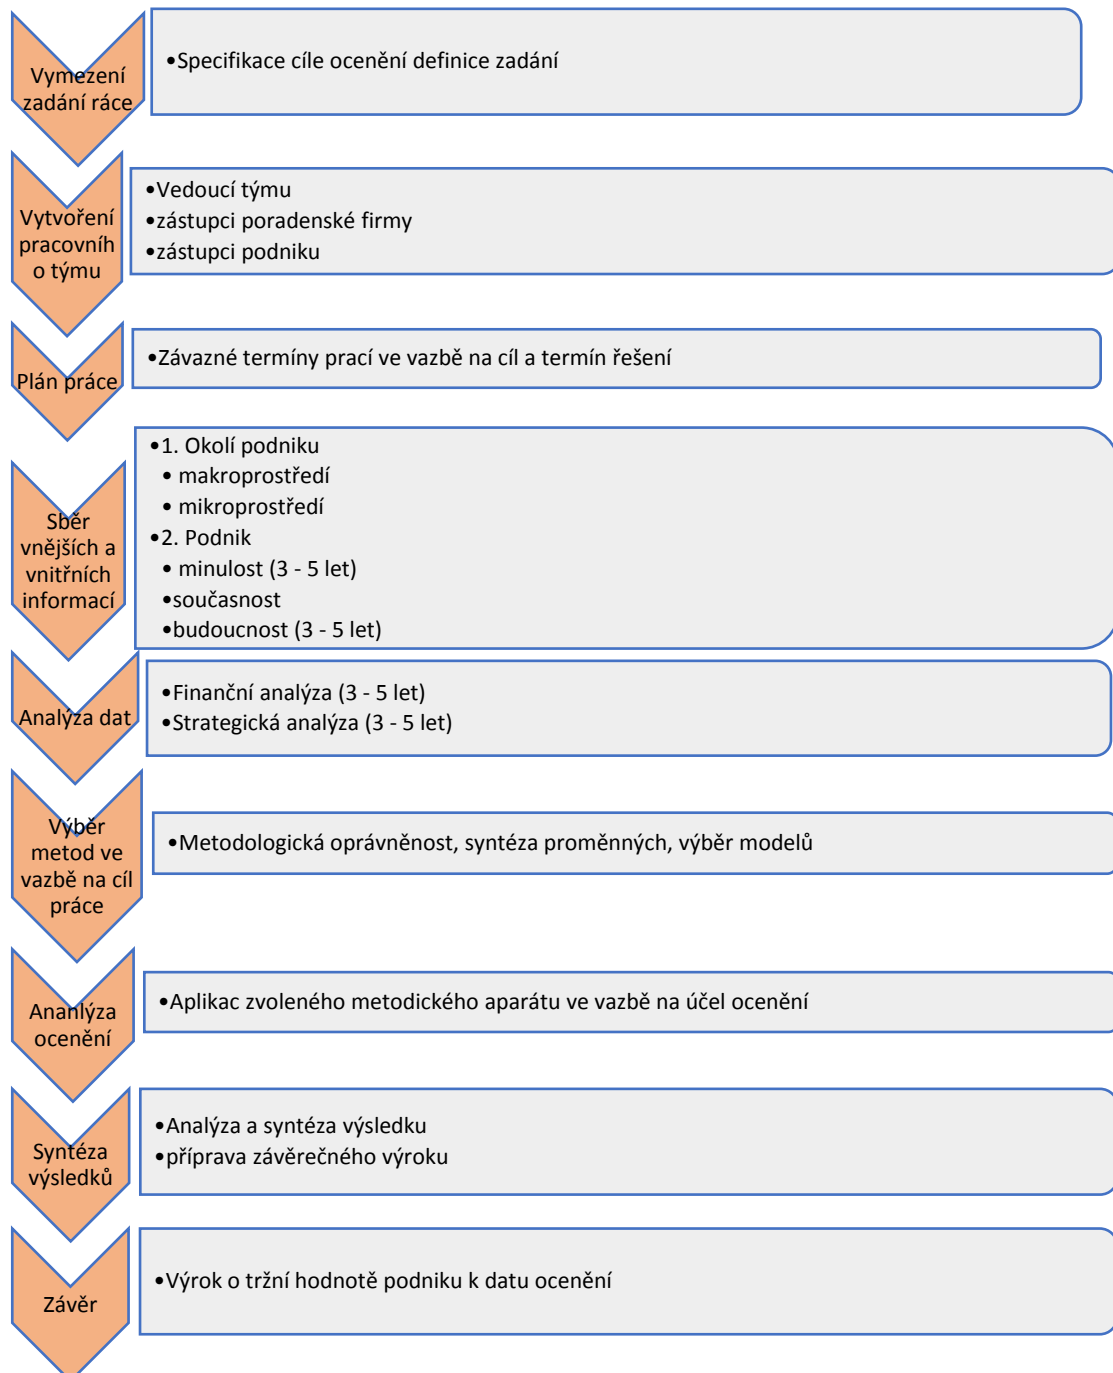 Vymezení
zadání ráce
•Specifikace cíle ocenění definice zadání
Vytvoření
pracovníh
o týmu
•Vedoucí týmu
•zástupci poradenské firmy
•zástupci podniku
Plán práce
•Závazné termíny prací ve vazbě na cíl a termín řešení
Sběr
vnějších a
vnitřních
informací
•1. Okolí podniku
• makroprostředí
• mikroprostředí
•2. Podnik
• minulost (3 - 5 let)
•současnost
•budoucnost (3 - 5 let)
Analýza dat
•Finanční analýza (3 - 5 let)
•Strategická analýza (3 - 5 let)
Výběr
metod ve
vazbě na cíl
práce
•Metodologická oprávněnost, syntéza proměnných, výběr modelů
Ananlýza
ocenění
•Aplikac zvoleného metodického aparátu ve vazbě na účel ocenění
Syntéza
výsledků
•Analýza a syntéza výsledku
•příprava závěrečného výroku
Závěr
•Výrok o tržní hodnotě podniku k datu ocenění